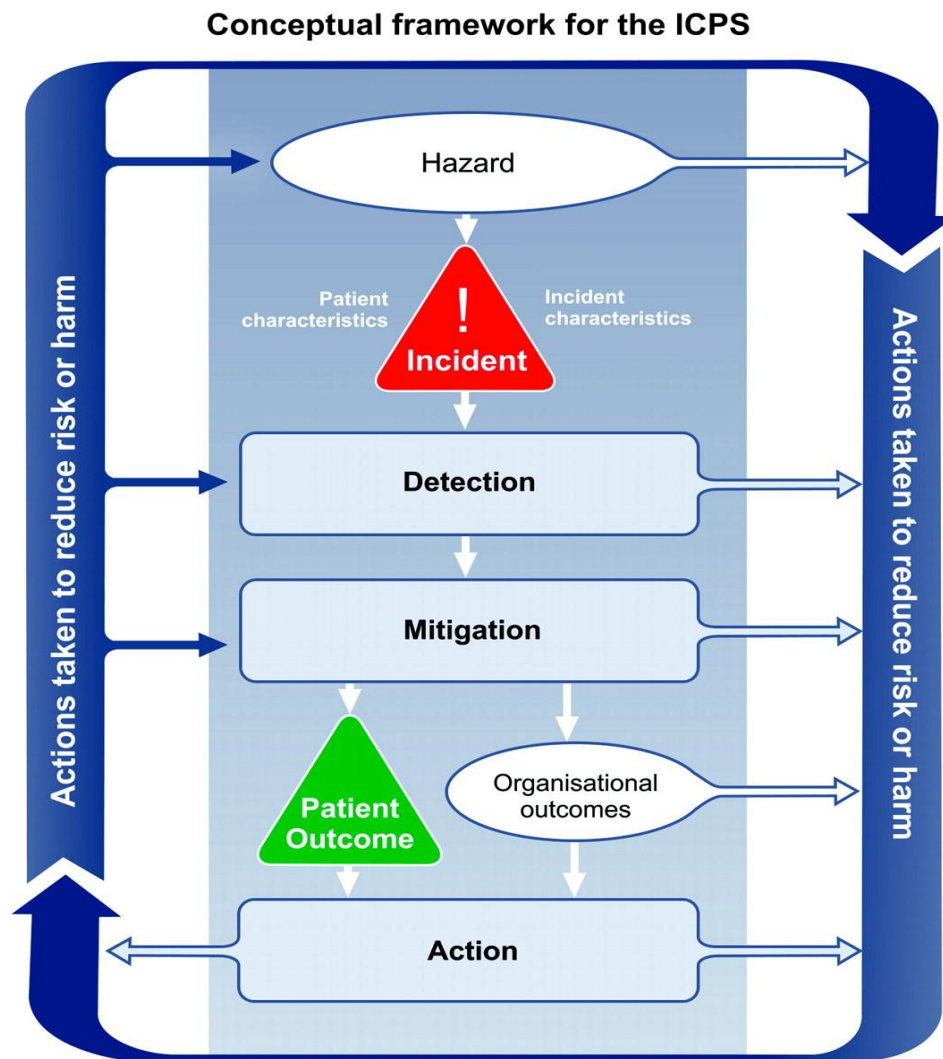 Conceptual framework for the ICPS
Hazard
Patient
characteristics
Incident
characteristics
!
Incident
Detection
Mitigation
Patient
Outcome
Organisational
outcomes
Action
Actions taken to reduce risk or harm
Actions taken to reduce risk or harm